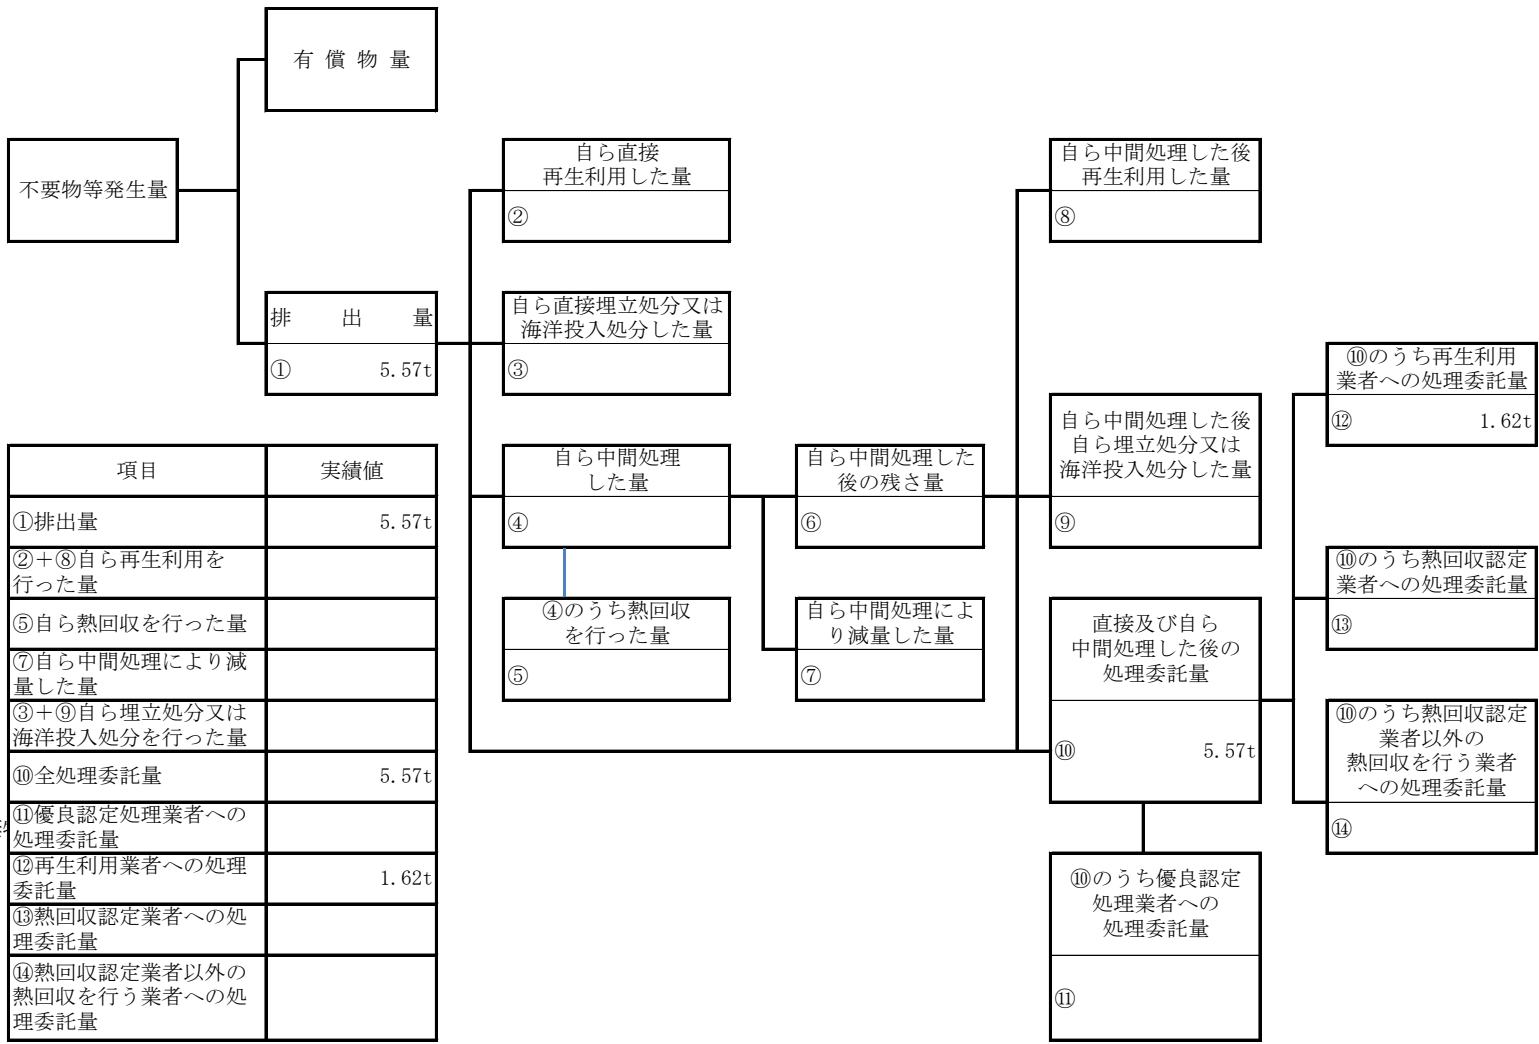 有 償 物 量
不要物等発生量
自ら直接
再生利用した量
②
自ら中間処理した後
再生利用した量
⑧
排 出 量
① 5.57t
自ら直接埋立処分又は
海洋投入処分した量
③
⑩のうち再生利用
業者への処理委託量
⑫ 1.62t
自ら中間処理した後
自ら埋立処分又は
海洋投入処分した量
⑨
自ら中間処理
した量
④
自ら中間処理した
後の残さ量
⑥
④のうち熱回収
を行った量
⑤
自ら中間処理によ
り減量した量
⑦
直接及び自ら
中間処理した後の
処理委託量
⑩ 5.57t
⑩のうち熱回収認定
業者への処理委託量
⑬
⑩のうち熱回収認定
業者以外の
熱回収を行う業者
への処理委託量
⑭
⑩のうち優良認定
処理業者への
処理委託量
⑪
項目 実績値
①排出量 5.57t
②＋⑧自ら再生利用を
行った量
⑤自ら熱回収を行った量
⑦自ら中間処理により減
量した量
③＋⑨自ら埋立処分又は
海洋投入処分を行った量
⑩全処理委託量 5.57t
⑪優良認定処理業者への
処理委託量
⑫再生利用業者への処理
委託量 1.62t
⑬熱回収認定業者への処
理委託量
⑭熱回収認定業者以外の
熱回収を行う業者への処
理委託量